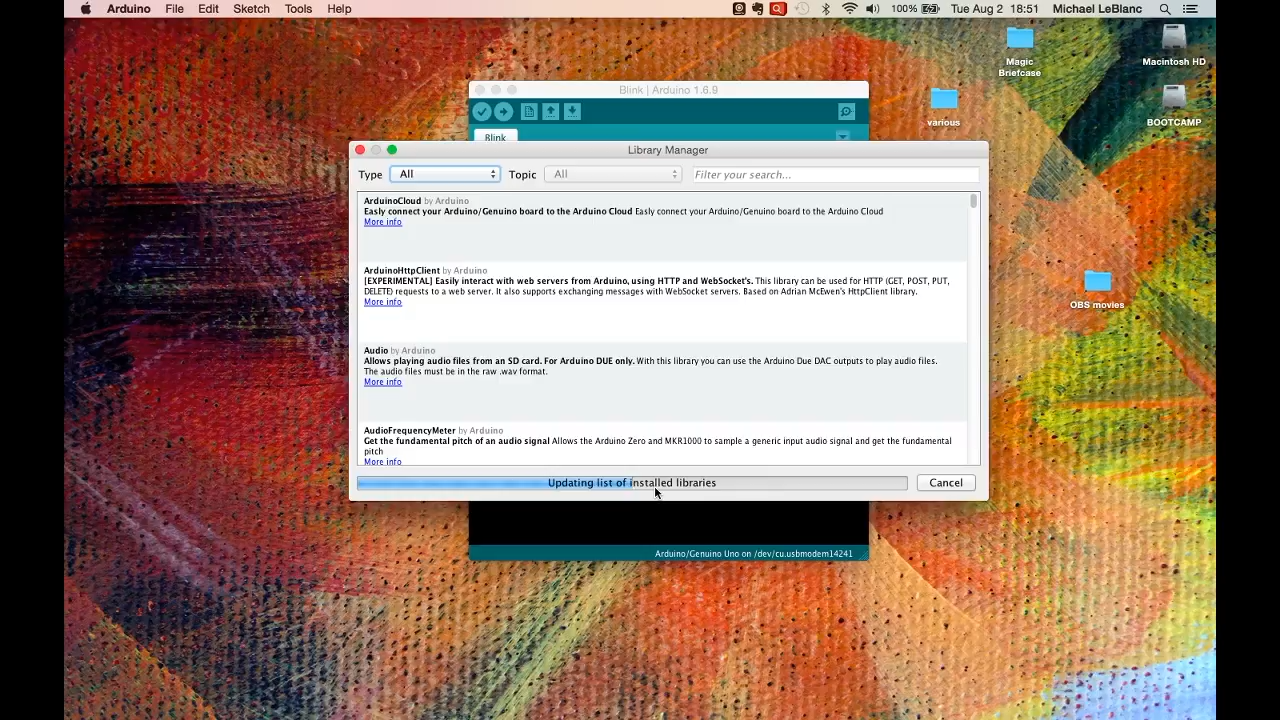 Arduino File Edit Sketch Tools Help
100% Tue Aug 2 18:51 Michael LeBlanc
Magic
Briefcase
Macintosh HD
various
BOOTCAMP
OBS movies
Blink | Arduino 1.6.9
Blink
Library Manager
Type All Topic All Filter your search...
ArduinoCloud by Arduino
Easily connect your Arduino/Genuino board to the Arduino Cloud Easily connect your Arduino/Genuino board to the Arduino Cloud
More info
ArduinoHttpClient by Arduino
[EXPERIMENTAL] Easily interact with web servers from Arduino, using HTTP and WebSocket's. This library can be used for HTTP (GET, POST, PUT,
DELETE) requests to a web server. It also supports exchanging messages with WebSocket servers. Based on Adrian McEwen's HttpClient library.
More info
Audio by Arduino
Allows playing audio files from an SD card. For Arduino DUE only. With this library you can use the Arduino Due DAC outputs to play audio files.
The audio files must be in the raw .wav format.
More info
AudioFrequencyMeter by Arduino
Get the fundamental pitch of an audio signal Allows the Arduino Zero and MKR1000 to sample a generic input audio signal and get the fundamental
pitch
More info
Updating list of installed libraries
Cancel
Arduino/Genuino Uno on /dev/cu.usbmodem14241